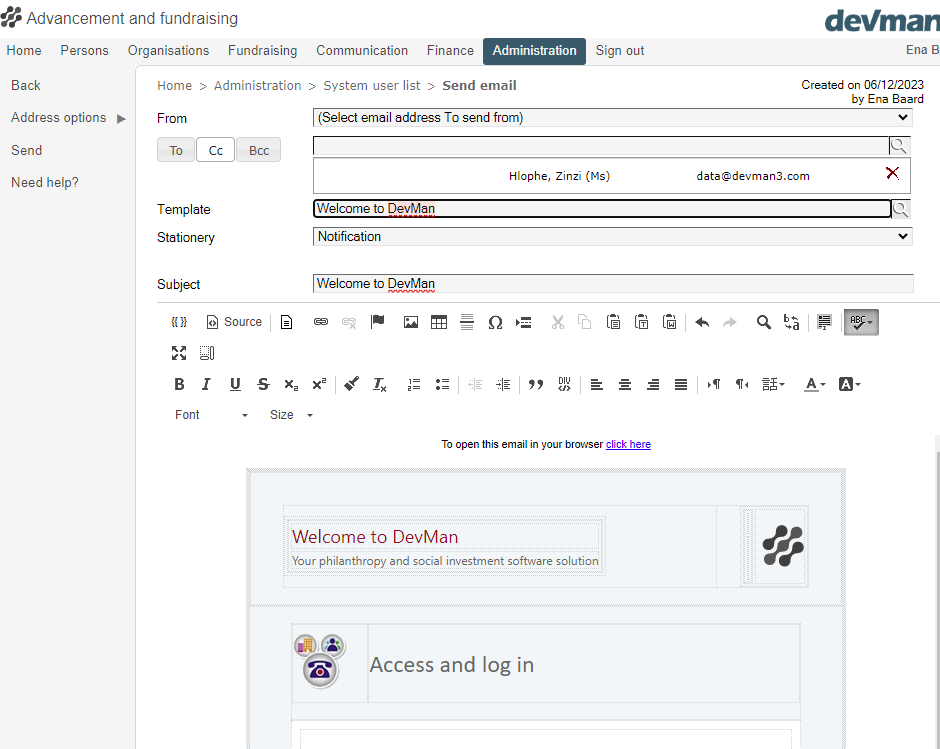 Advancement and fundraising
devman
Home Persons Organisations Fundraising Communication Finance Administration Sign out Ena B
Back
Address options
Send
Need help?
Home > Administration > System user list > Send email
Created on 06/12/2023
by Ena Baard
From (Select email address To send from)
To Cc Bcc
Hlophe, Zinzi (Ms) data@devman3.com
Template Welcome to DevMan
Stationery Notification
Subject Welcome to DevMan
Source
Font Size
To open this email in your browser click here
Welcome to DevMan
Your philanthropy and social investment software solution
Access and log in